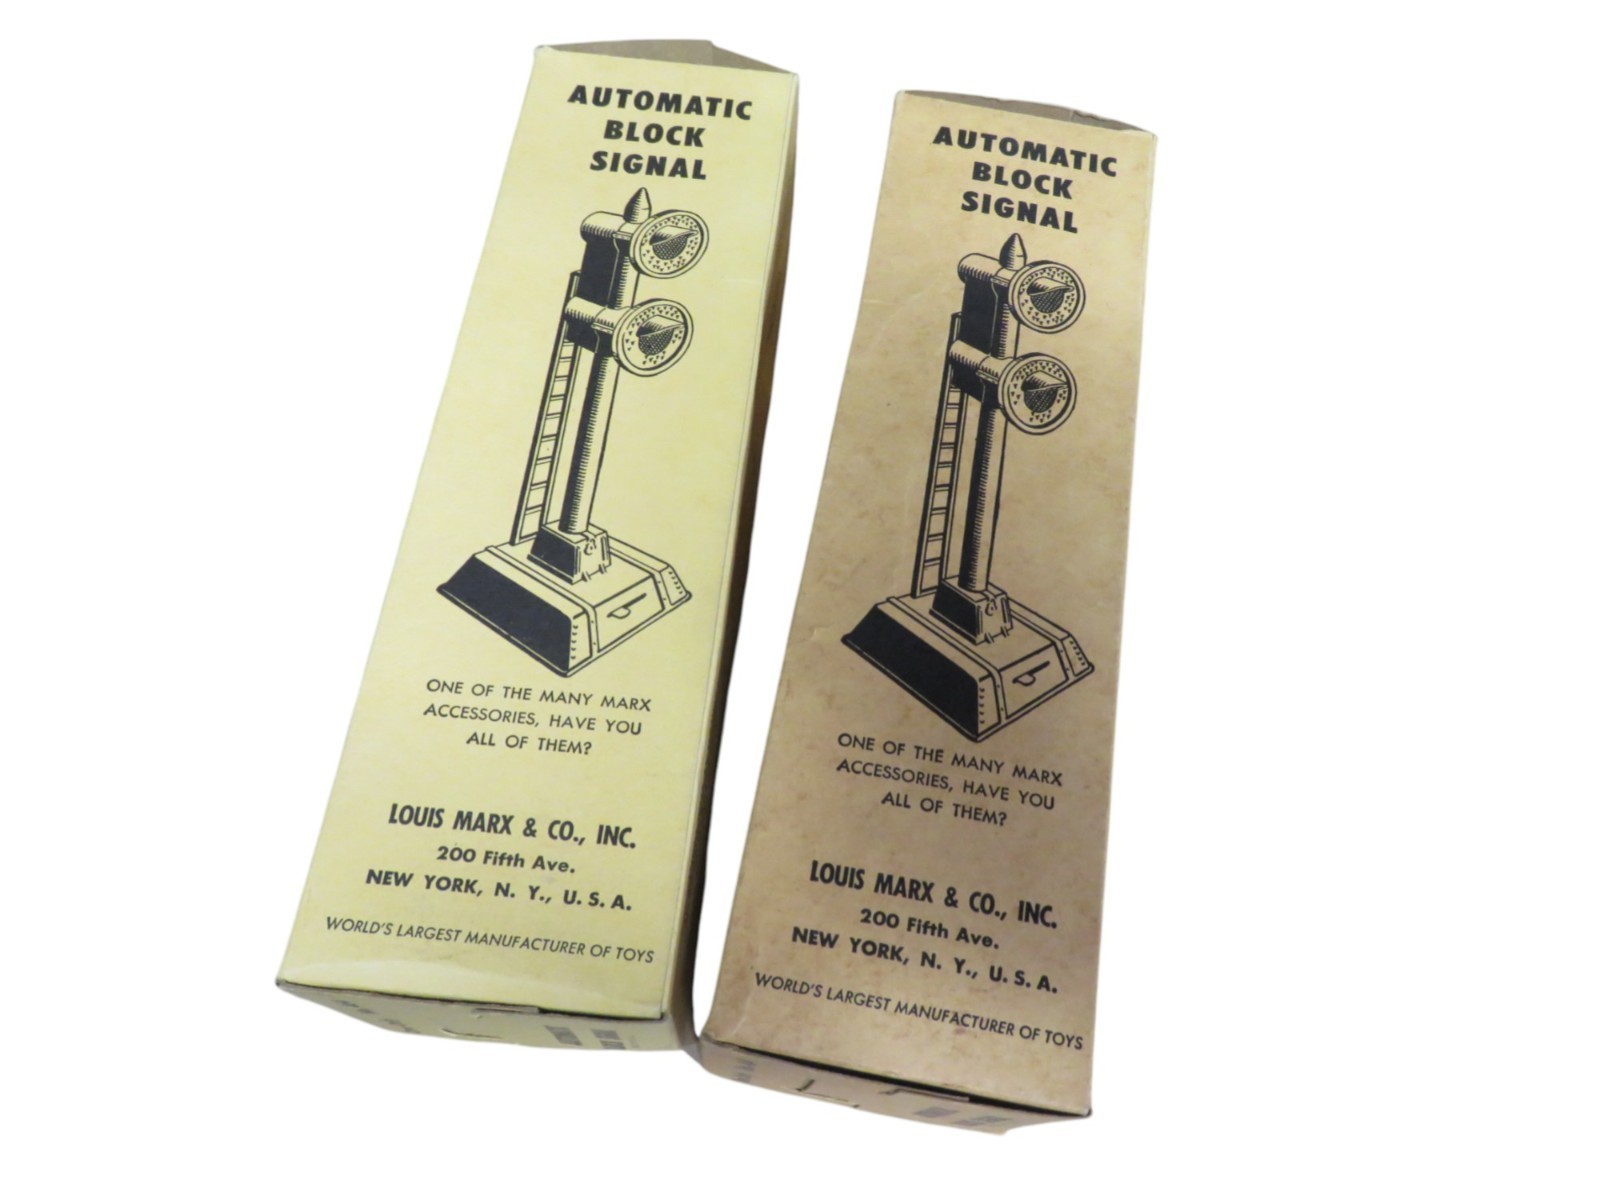 AUTOMATIC
BLOCK
SIGNAL
ONE OF THE MANY MARX
ACCESSORIES, HAVE YOU
ALL OF THEM?
LOUIS MARX & CO., INC.
200 Fifth Ave.
NEW YORK, N. Y., U. S. A.
WORLD'S LARGEST MANUFACTURER OF TOYS
AUTOMATIC
BLOCK
SIGNAL
ONE OF THE MANY MARX
ACCESSORIES, HAVE YOU
ALL OF THEM?
LOUIS MARX & CO., INC.
200 Fifth Ave.
NEW YORK, N. Y., U. S. A.
WORLD'S LARGEST MANUFACTURER OF TOYS